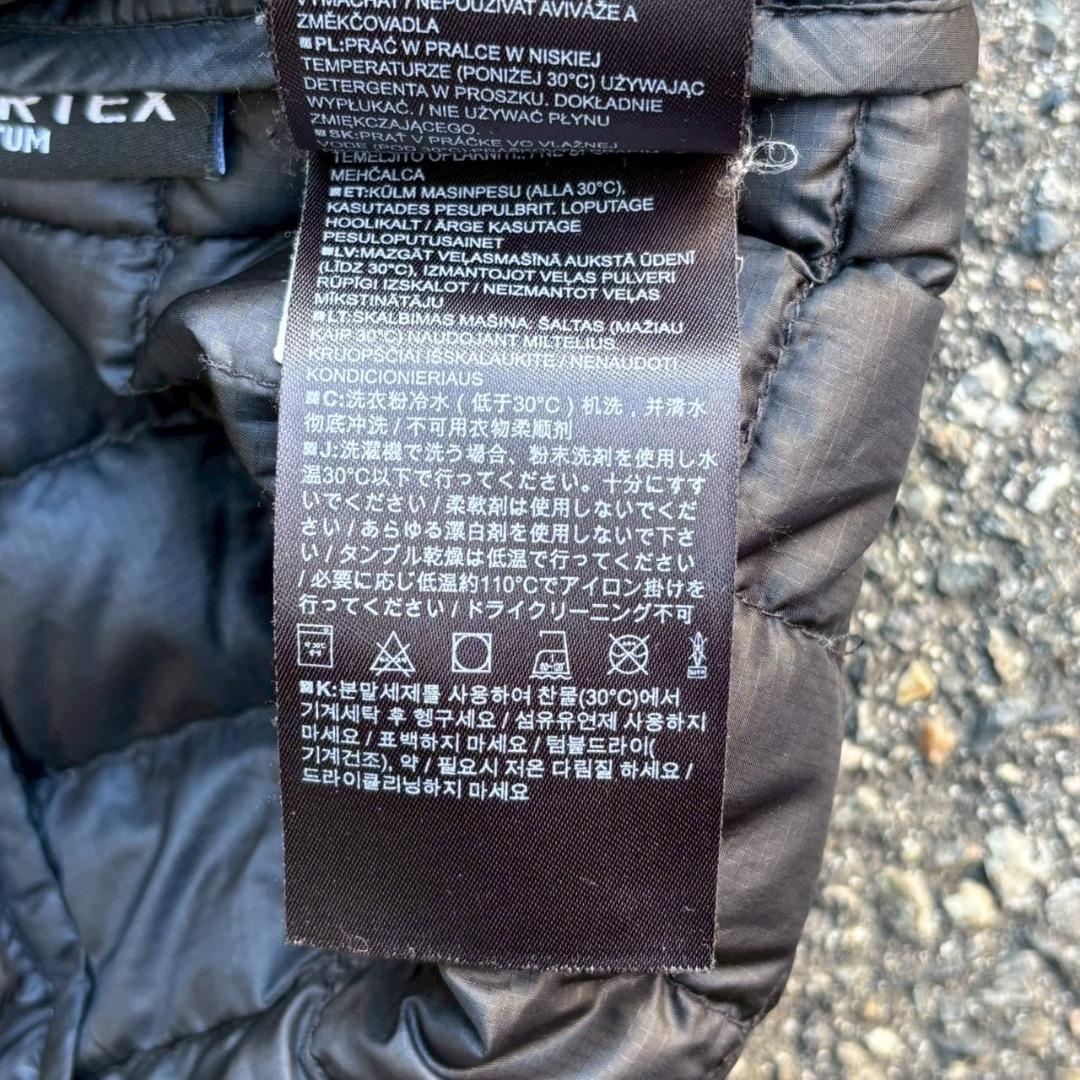 RTEX
TUM
VYMÁCHAT / NEPOUŽÍVAT AVIVÁŽE A
ZMĚKČOVADLA
PL:PRAĆ W PRALCE W NISKIEJ
TEMPERATURZE (PONIŻEJ 30°C) UŻYWAJĄC
DETERGENTA W PROSZKU. DOKŁADNIE
WYPŁUKAĆ. / NIE UŻYWAĆ PŁYNU
ZMIĘKCZAJĄCEGO.
SK:PRAŤ V PRÁČKE VO VLAŽNEJ
VODE (POD
MEHČALCA
ET:KÜLM MASINPESU (ALLA 30°C),
KASUTADES PESUPULBRIT. LOPUTAGE
HOOLIKALT / ÄRGE KASUTAGE
PESULOPUTUSAINET
LV:MAZGĀT VEĻASMAŠĪNĀ AUKSTĀ ŪDENĪ
(LĪDZ 30°C), IZMANTOJOT VEĻAS PULVERI
RŪPĪGI IZSKALOT / NEIZMANTOT VEĻAS
MĪKSTINĀTĀJU
LT:SKALBIMAS MAŠINA, ŠALTAS (MAŽIAU
KAIP 30°C) NAUDOJANT MILTELIUS
KRUOPŠČIAI IŠSKALAUKITE / NENAUDOTI
KONDICIONIERIAUS
C:洗衣粉冷水（低于30°C）机洗，并清水
彻底冲洗 / 不可用衣物柔顺剂
J:洗濯機で洗う場合、粉末洗剤を使用し水
温30°C以下で行ってください。十分にすす
いでください / 柔軟剤は使用しないでくだ
さい / あらゆる漂白剤を使用しないで下さ
い / タンブル乾燥は低温で行ってください
/ 必要に応じ低温約110°Cでアイロン掛けを
行ってください / ドライクリーニング不可
K:분말세제를 사용하여 찬물(30°C)에서
기계세탁 후 헹구세요 / 섬유유연제 사용하지
마세요 / 표백하지 마세요 / 텀블드라이(
기계건조), 약 / 필요시 저온 다림질 하세요 /
드라이클리닝하지 마세요